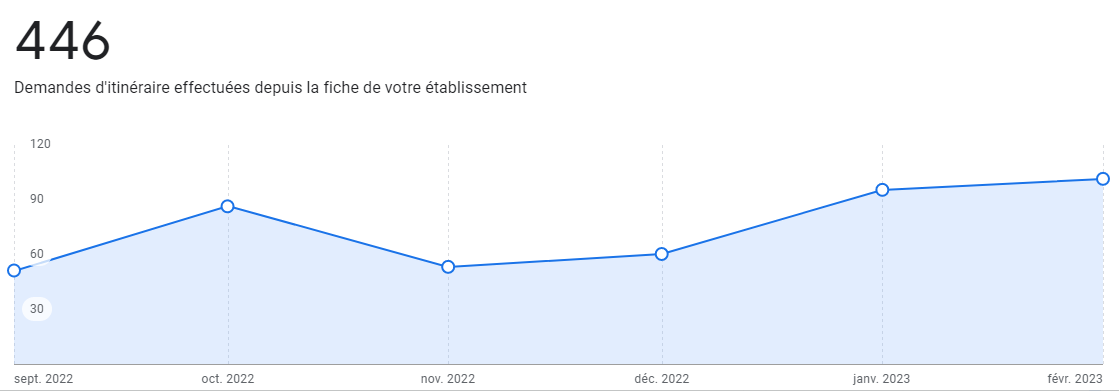 446
Demandes d'itinéraire effectuées depuis la fiche de votre établissement
120
90
60
30
sept. 2022 oct. 2022 nov. 2022 déc. 2022 janv. 2023 févr. 2023